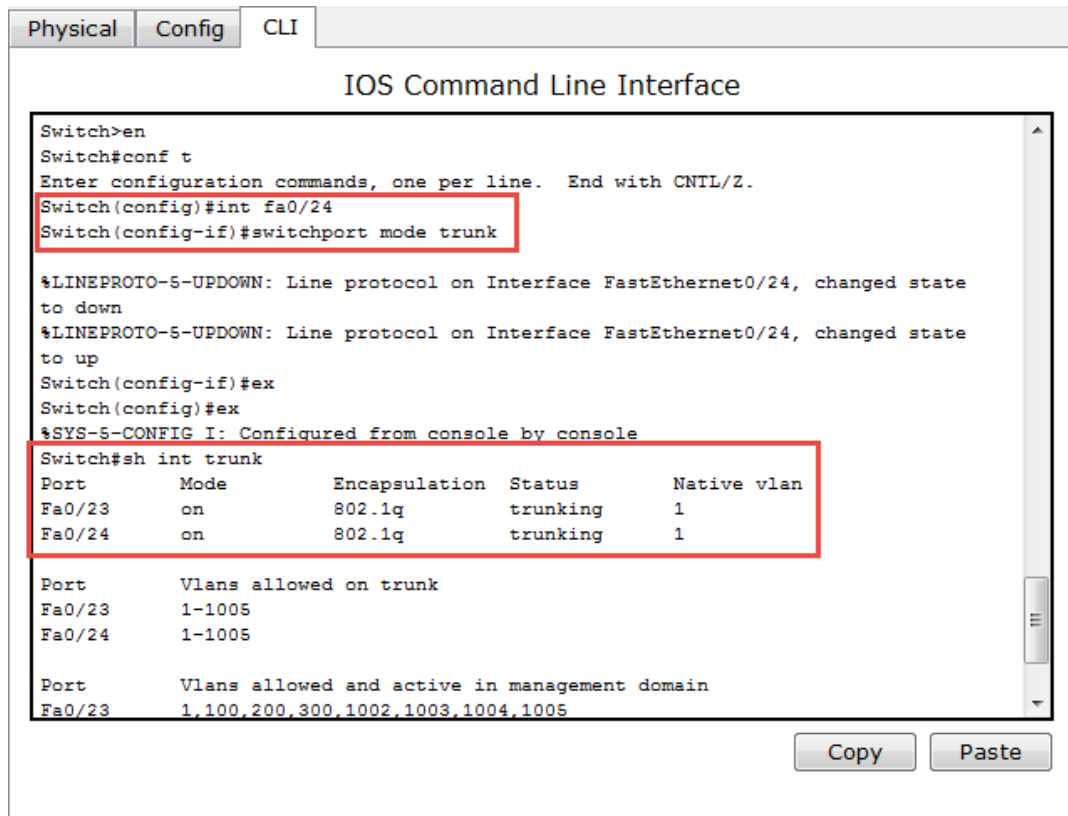 Physical Config CLI
IOS Command Line Interface
Switch>en
Switch#conf t
Enter configuration commands, one per line.  End with CNTL/Z.
Switch(config)#int fa0/24
Switch(config-if)#switchport mode trunk
%LINEPROTO-5-UPDOWN: Line protocol on Interface FastEthernet0/24, changed state
to down
%LINEPROTO-5-UPDOWN: Line protocol on Interface FastEthernet0/24, changed state
to up
Switch(config-if)#ex
Switch(config)#ex
%SYS-5-CONFIG I: Configured from console by console
Switch#sh int trunk
Port        Mode         Encapsulation  Status        Native vlan
Fa0/23      on           802.1q         trunking      1
Fa0/24      on           802.1q         trunking      1
Port        Vlans allowed on trunk
Fa0/23      1-1005
Fa0/24      1-1005
Port        Vlans allowed and active in management domain
Fa0/23      1,100,200,300,1002,1003,1004,1005
Copy Paste